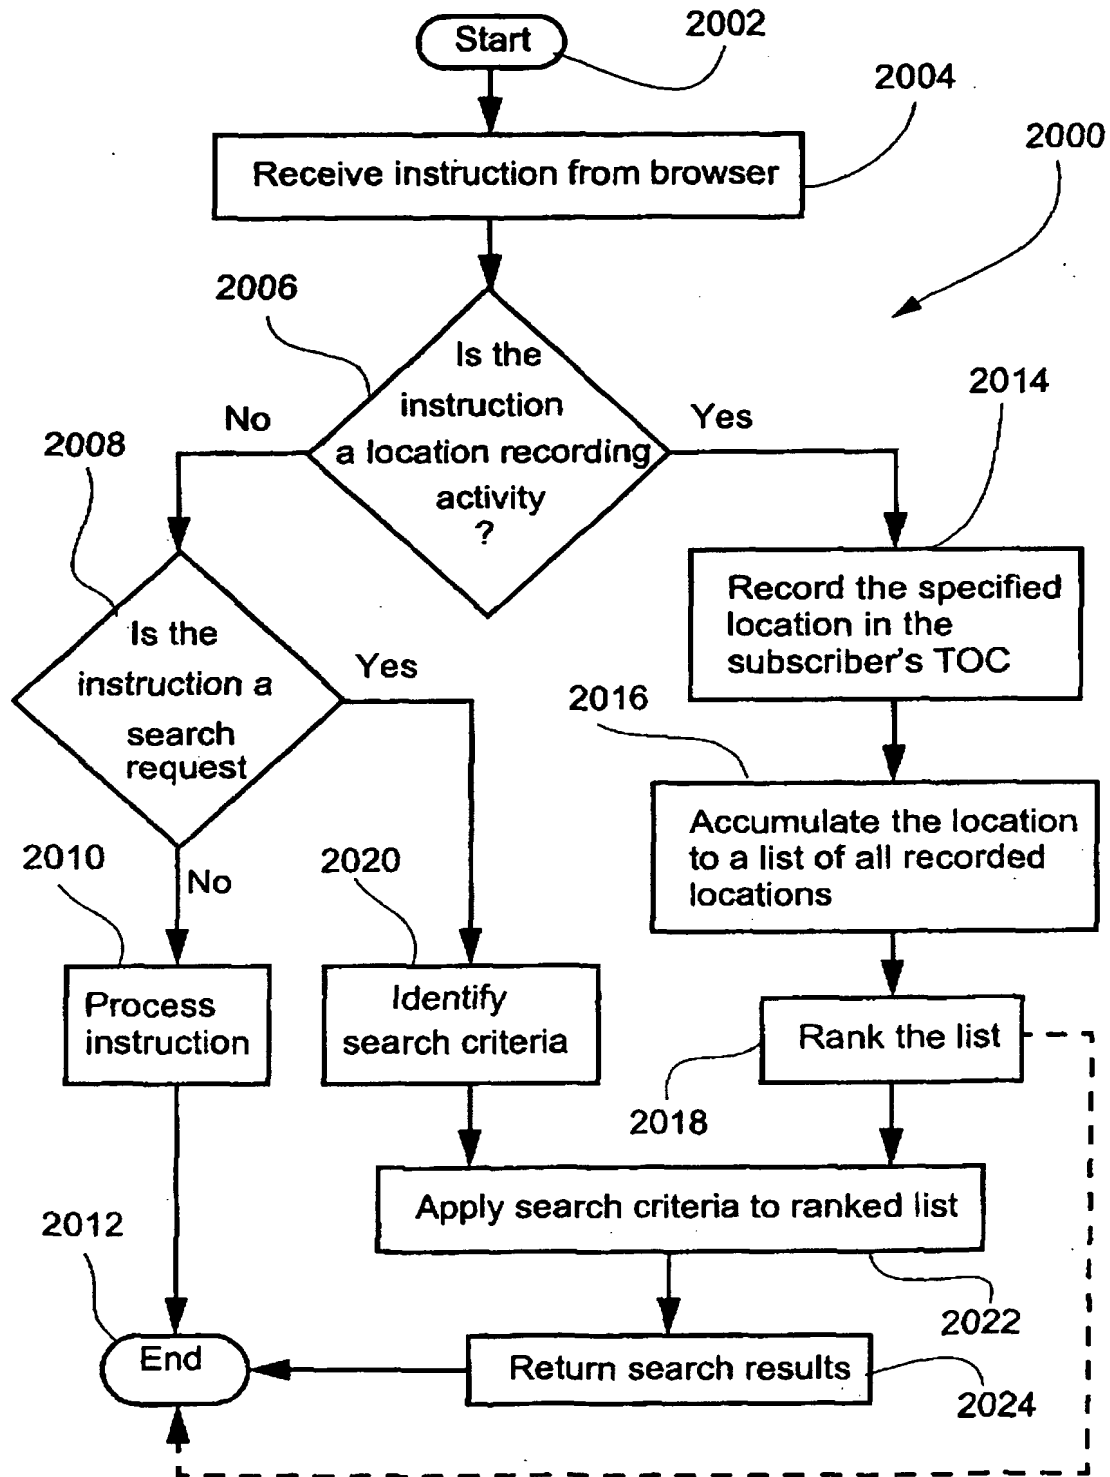 Start
2002
2004
2000
Receive instruction from browser
2006
Is the
instruction
a location recording
activity
?
No
Yes
2008
2014
Is the
instruction a
search
request
Yes
Record the specified
location in the
subscriber's TOC
2016
Accumulate the location
to a list of all recorded
locations
2010
No
2020
Process
instruction
Identify
search criteria
Rank the list
2018
Apply search criteria to ranked list
2012
2022
End
Return search results
2024